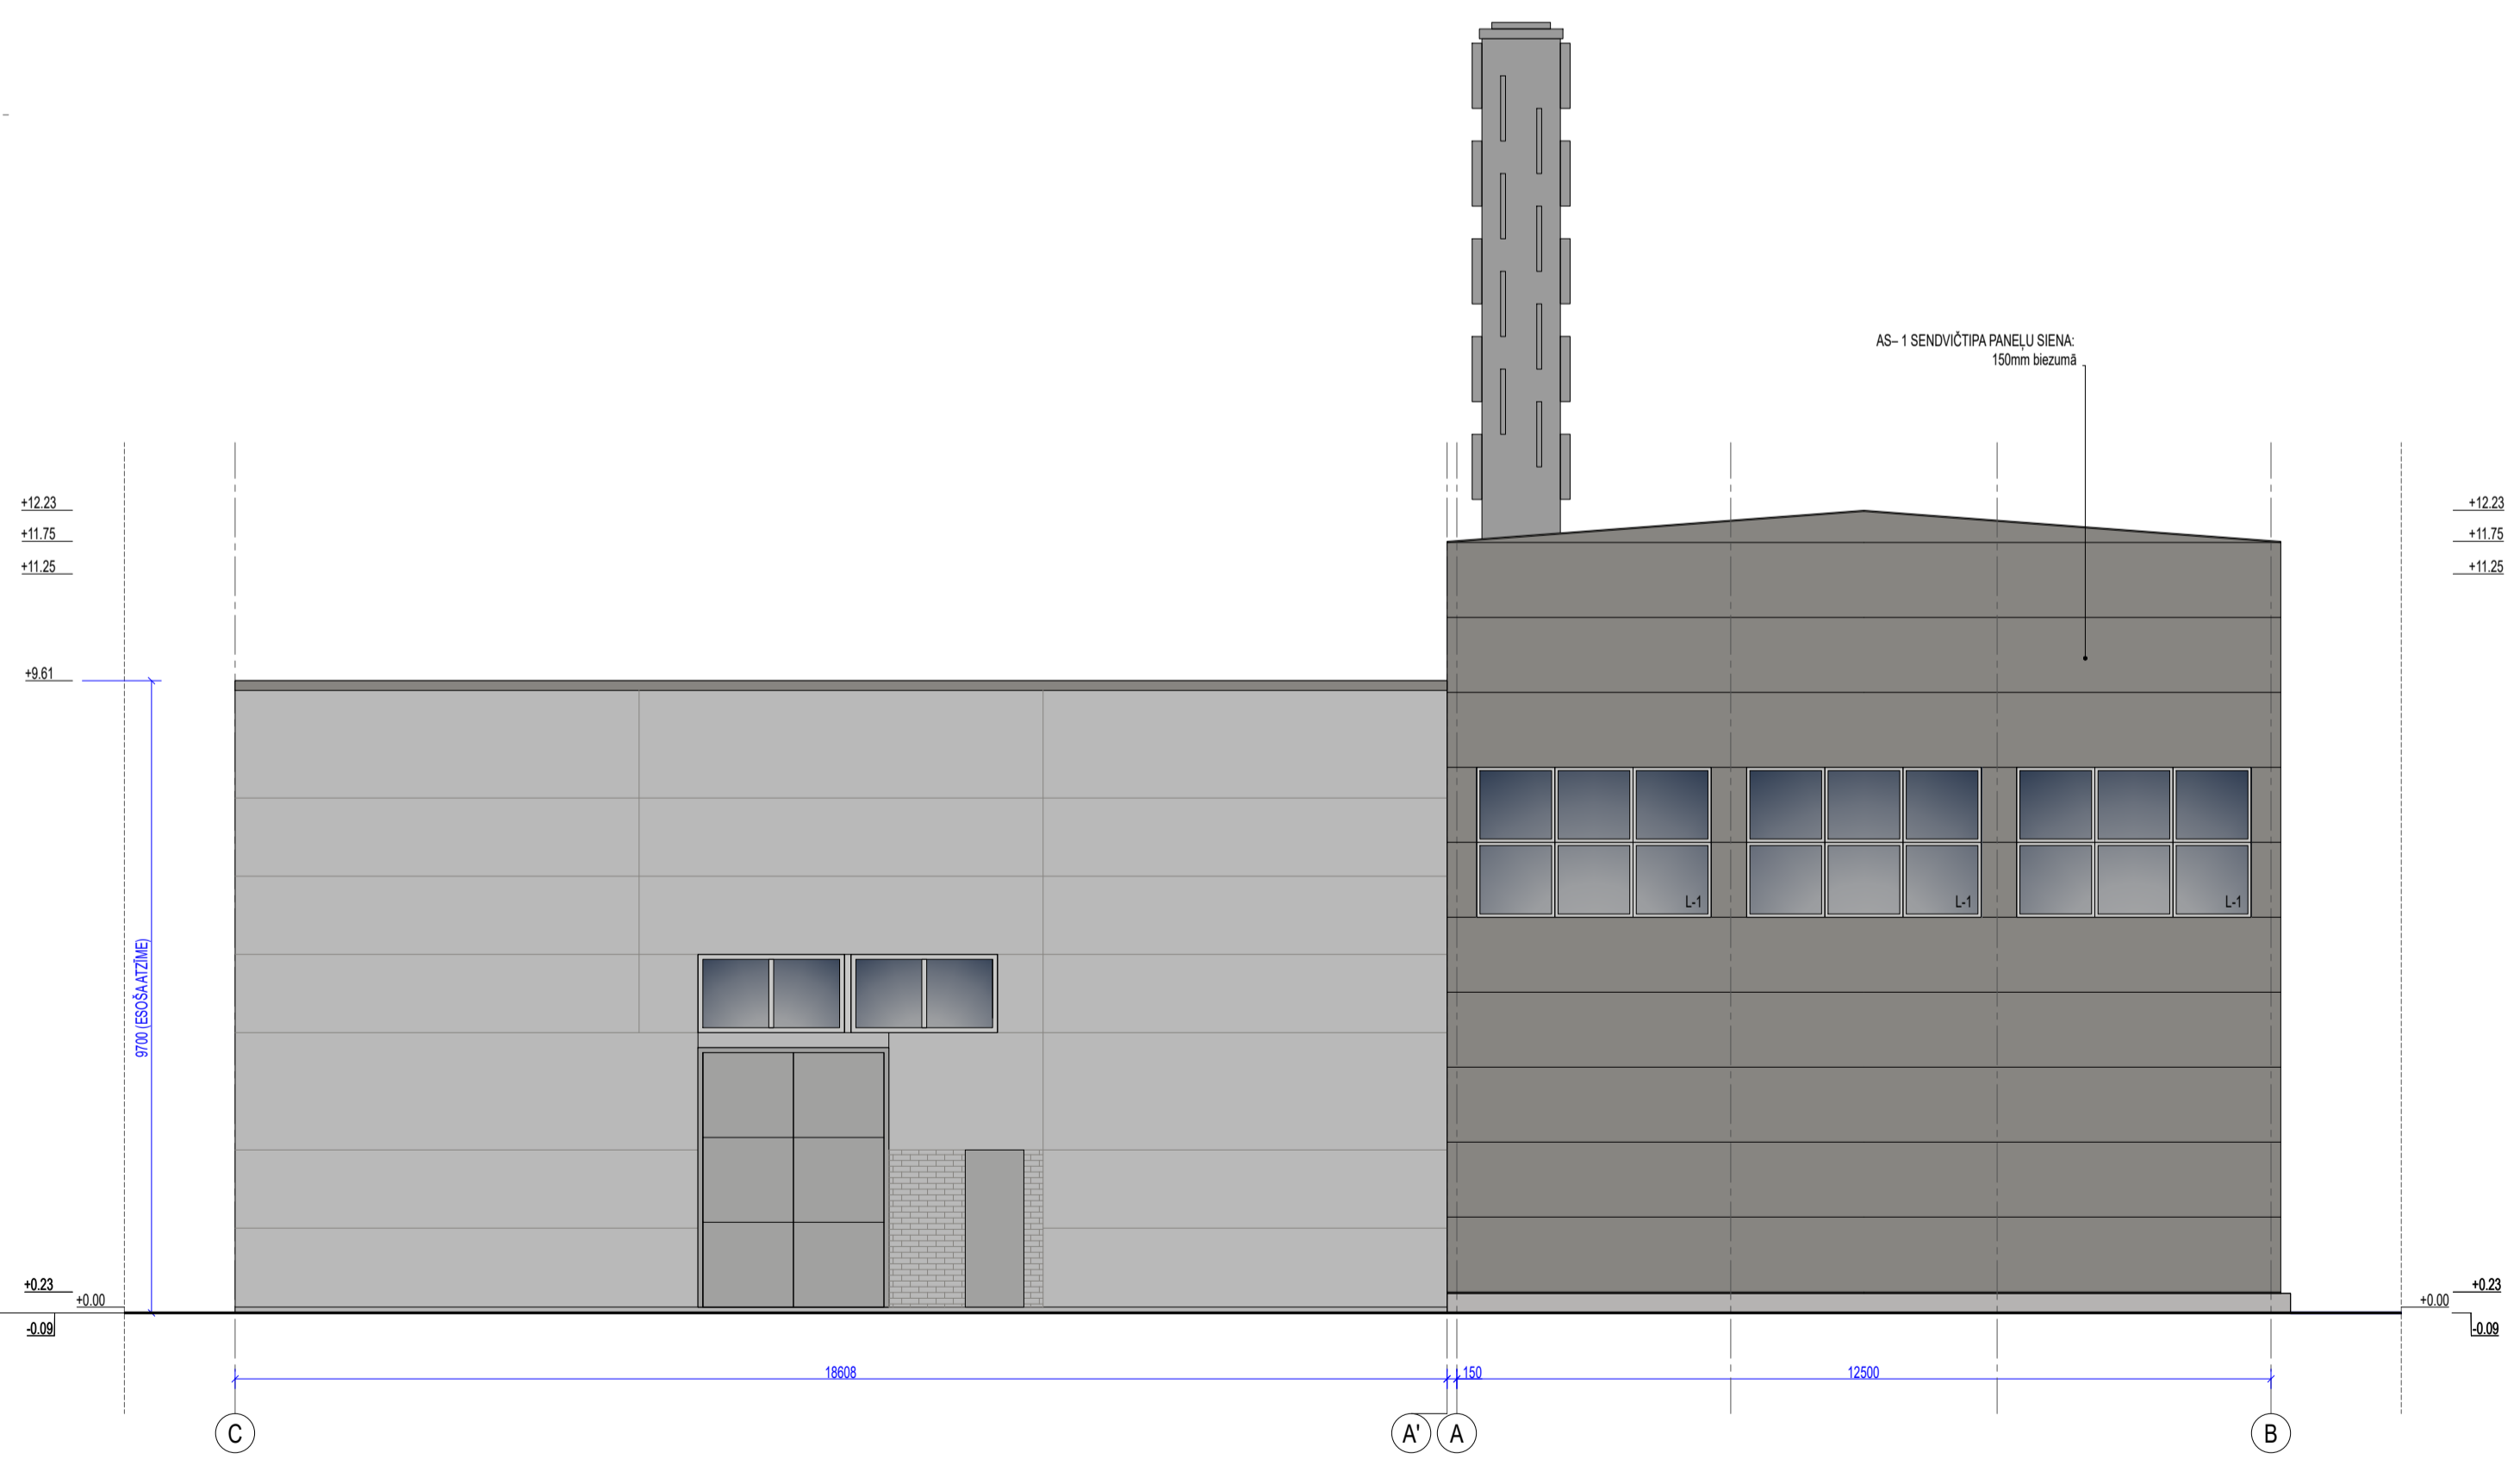 AS– 1 SENDVIČTIPA PANEĻU SIENA:
150mm biezumā
+12.23
+12.23
+11.75
+11.75
+11.25
+11.25
+9.61
L-1
L-1
L-1
9700 (ESOŠA ATZĪME)
+0.23
+0.23
+0.00
+0.00
-0.09
-0.09
18608
150
12500
C
A'
A
B